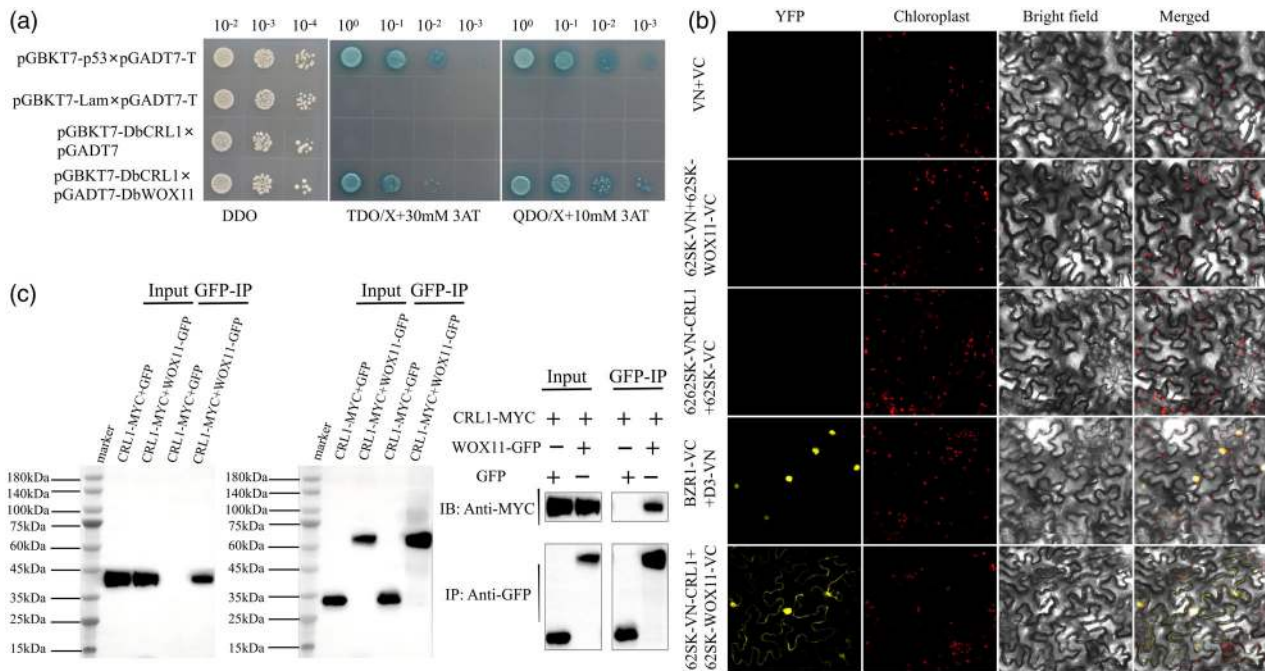 (a)
10-2 10-3 10-4 100 10-1 10-2 10-3 100 10-1 10-2 10-3
pGBKT7-p53×pGADT7-T
pGBKT7-Lam×pGADT7-T
pGBKT7-DbCRL1×
pGADT7
pGBKT7-DbCRL1×
pGADT7-DbWOX11
DDO TDO/X+30mM 3AT QDO/X+10mM 3AT
(b)
YFP Chloroplast Bright field Merged
VN+VC
62SK-VN+62SK-
WOX11-VC
6262SK-VN-CRL1
+62SK-VC
BZR1-VC
+D3-VN
62SK-VN-CRL1+
62SK-WOX11-VC
(c)
Input GFP-IP
marker
CRL1-MYC+GFP
CRL1-MYC+WOX11-GFP
CRL1-MYC+GFP
CRL1-MYC+WOX11-GFP
180kDa
140kDa
100kDa
75kDa
60kDa
45kDa
35kDa
25kDa
15kDa
Input GFP-IP
marker
CRL1-MYC+GFP
CRL1-MYC+WOX11-GFP
CRL1-MYC+GFP
CRL1-MYC+WOX11-GFP
180kDa
140kDa
100kDa
75kDa
60kDa
45kDa
35kDa
25kDa
15kDa
Input GFP-IP
CRL1-MYC + + + +
WOX11-GFP − + − +
GFP + − + −
IB: Anti-MYC
IP: Anti-GFP